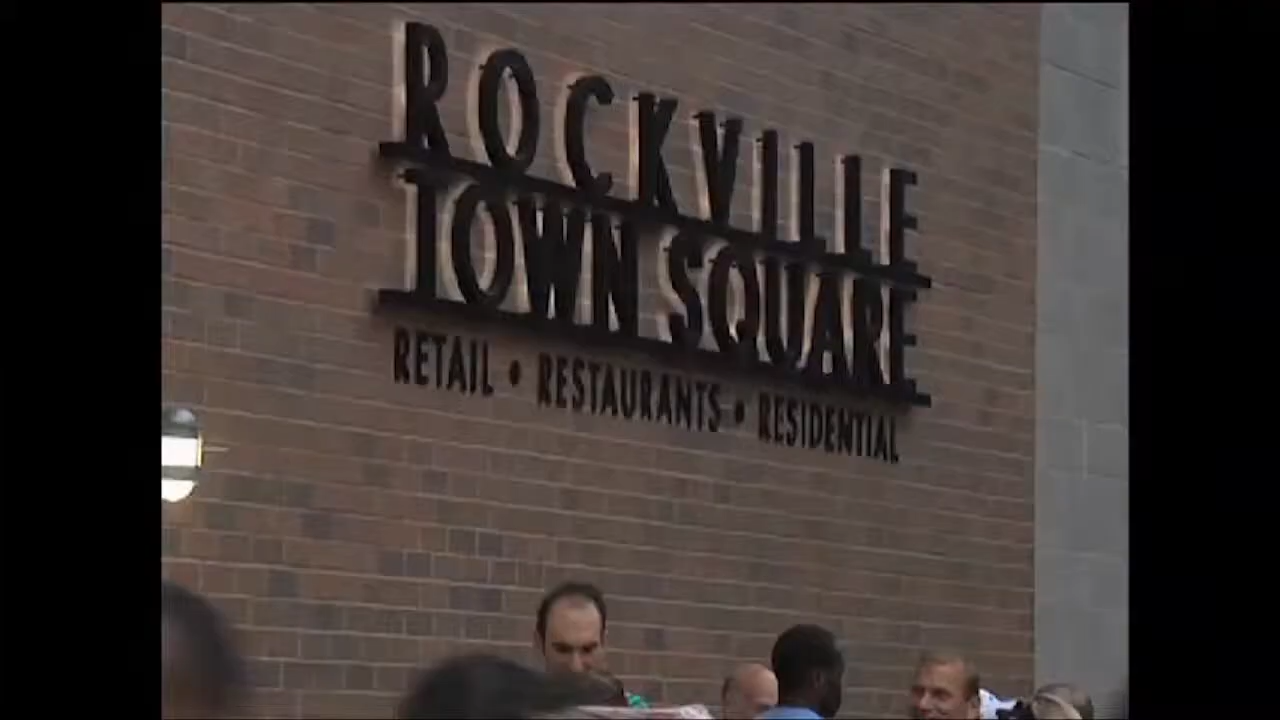 ROCKVILLE
TOWN SQUARE
RETAIL • RESTAURANTS • RESIDENTIAL